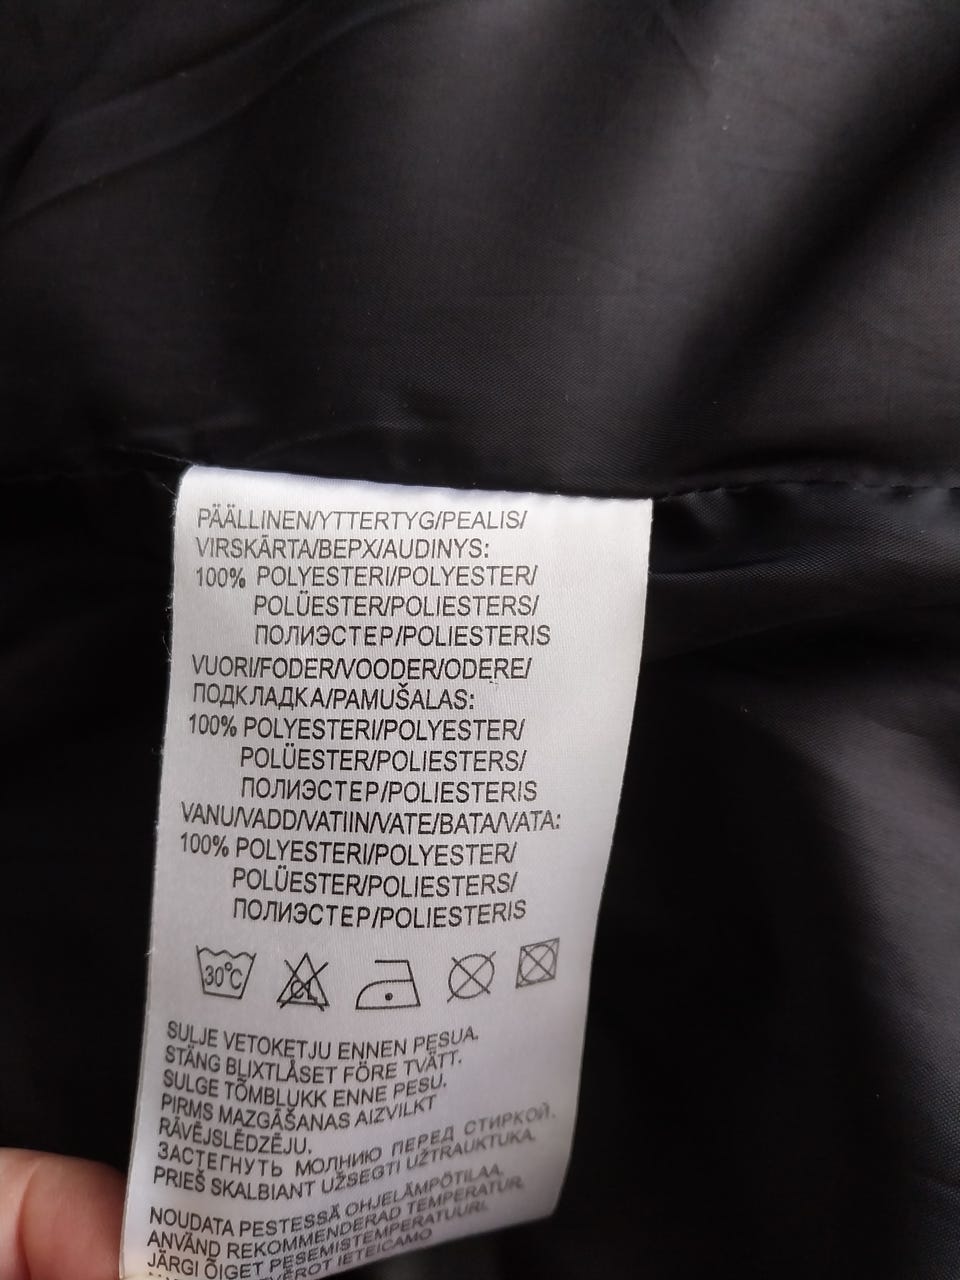 PÄÄLLINEN/YTTERTYG/PEALIS/
VIRSKĀRTA/ВЕРХ/AUDINYS:
100% POLYESTERI/POLYESTER/
POLÜESTER/POLIESTERS/
ПОЛИЭСТЕР/POLIESTERIS
VUORI/FODER/VOODER/ODERE/
ПОДКЛАДКА/PAMUŠALAS:
100% POLYESTERI/POLYESTER/
POLÜESTER/POLIESTERS/
ПОЛИЭСТЕР/POLIESTERIS
VANU/VADD/VATIIN/VATE/ВАТА/VATA:
100% POLYESTERI/POLYESTER/
POLÜESTER/POLIESTERS/
ПОЛИЭСТЕР/POLIESTERIS
30°C CL
SULJE VETOKETJU ENNEN PESUA.
STÄNG BLIXTLÅSET FÖRE TVÄTT.
SULGE TÕMBLUKK ENNE PESU.
PIRMS MAZGĀŠANAS AIZVILKT
RĀVĒJSLĒDZĒJU.
ЗАСТЕГНУТЬ МОЛНИЮ ПЕРЕД СТИРКОЙ.
PRIEŠ SKALBIANT UŽSEGTI UŽTRAUKTUKA.
NOUDATA PESTESSÄ OHJELÄMPÖTILAA.
ANVÄND REKOMMENDERAD TEMPERATUR.
JÄRGI ÕIGET PESEMISTEMPERATUURI.
IETEICAMO